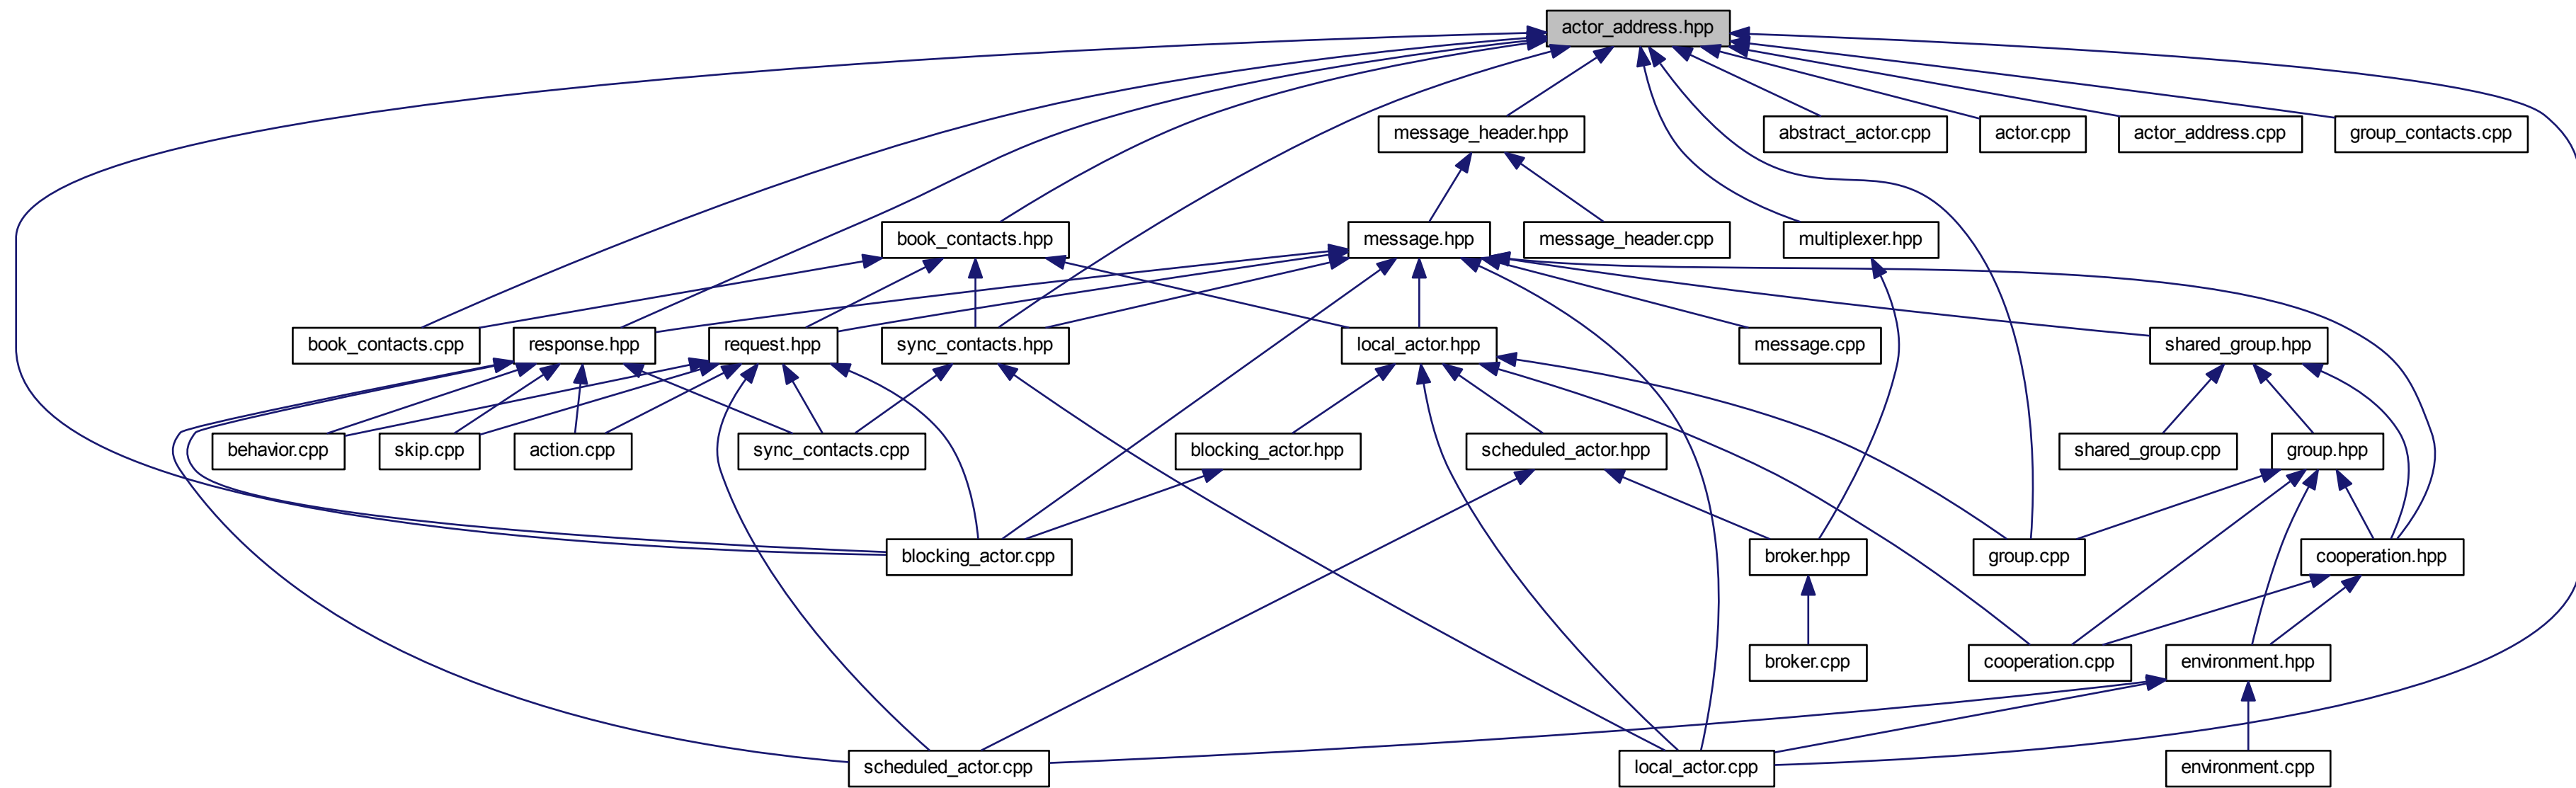 actor_address.hpp
message_header.hpp
abstract_actor.cpp
actor.cpp
actor_address.cpp
group_contacts.cpp
book_contacts.hpp
message.hpp
message_header.cpp
multiplexer.hpp
book_contacts.cpp
response.hpp
request.hpp
sync_contacts.hpp
local_actor.hpp
message.cpp
shared_group.hpp
behavior.cpp
skip.cpp
action.cpp
sync_contacts.cpp
blocking_actor.hpp
scheduled_actor.hpp
shared_group.cpp
group.hpp
blocking_actor.cpp
broker.hpp
group.cpp
cooperation.hpp
broker.cpp
cooperation.cpp
environment.hpp
scheduled_actor.cpp
local_actor.cpp
environment.cpp